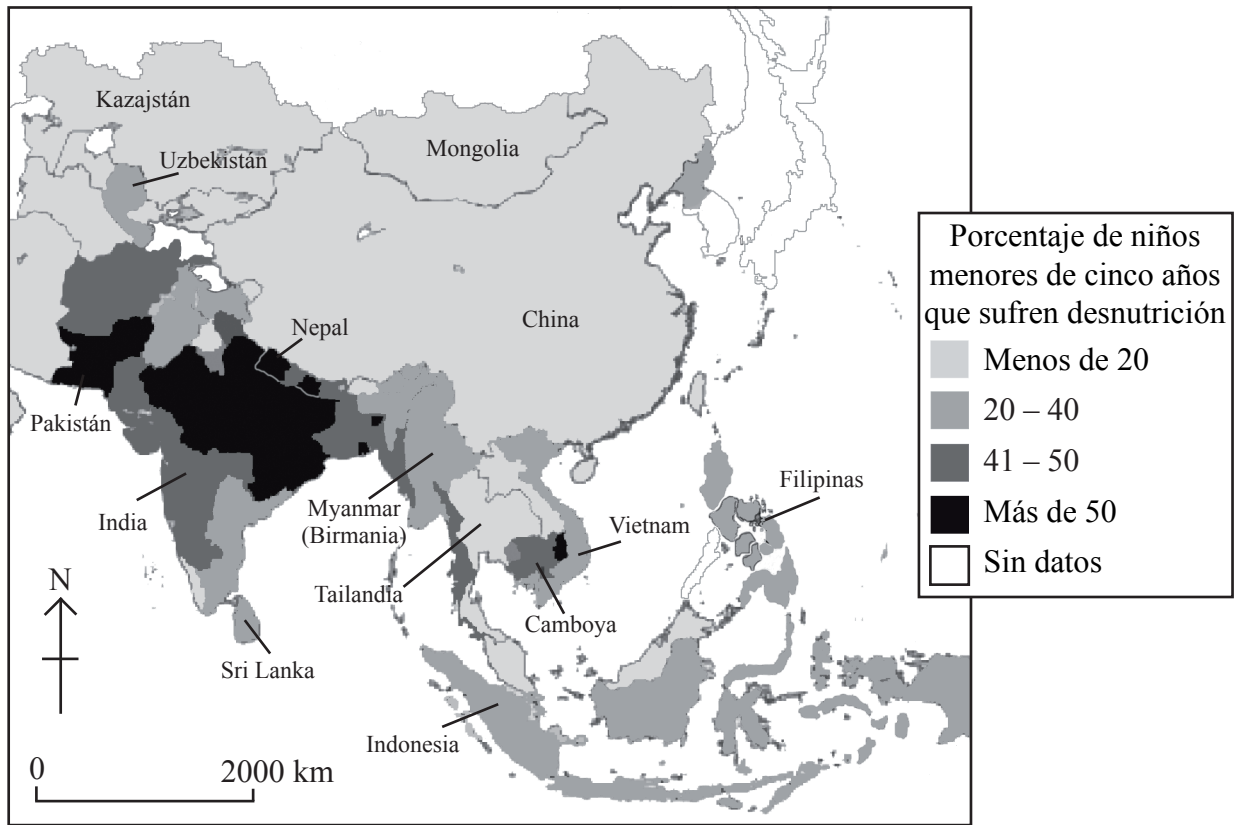 Kazajstán
Mongolia
Uzbekistán
Nepal
China
Pakistán
India
Myanmar
(Birmania)
Filipinas
Vietnam
Tailandia
Camboya
Sri Lanka
Indonesia
N
0 2000 km
Porcentaje de niños
menores de cinco años
que sufren desnutrición
Menos de 20
20 – 40
41 – 50
Más de 50
Sin datos